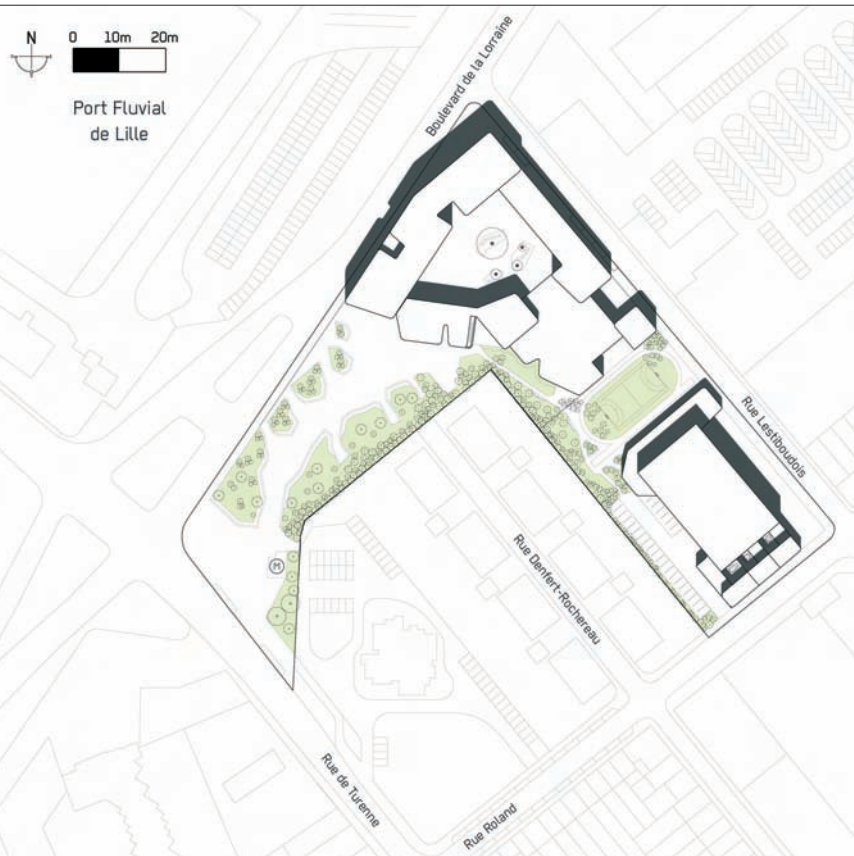 N
0 10m 20m
Port Fluvial
de Lille
Boulevard de la Lorraine
Rue Lestiboudois
Rue Denfert-Rochereau
M
Rue de Turenne
Rue Roland